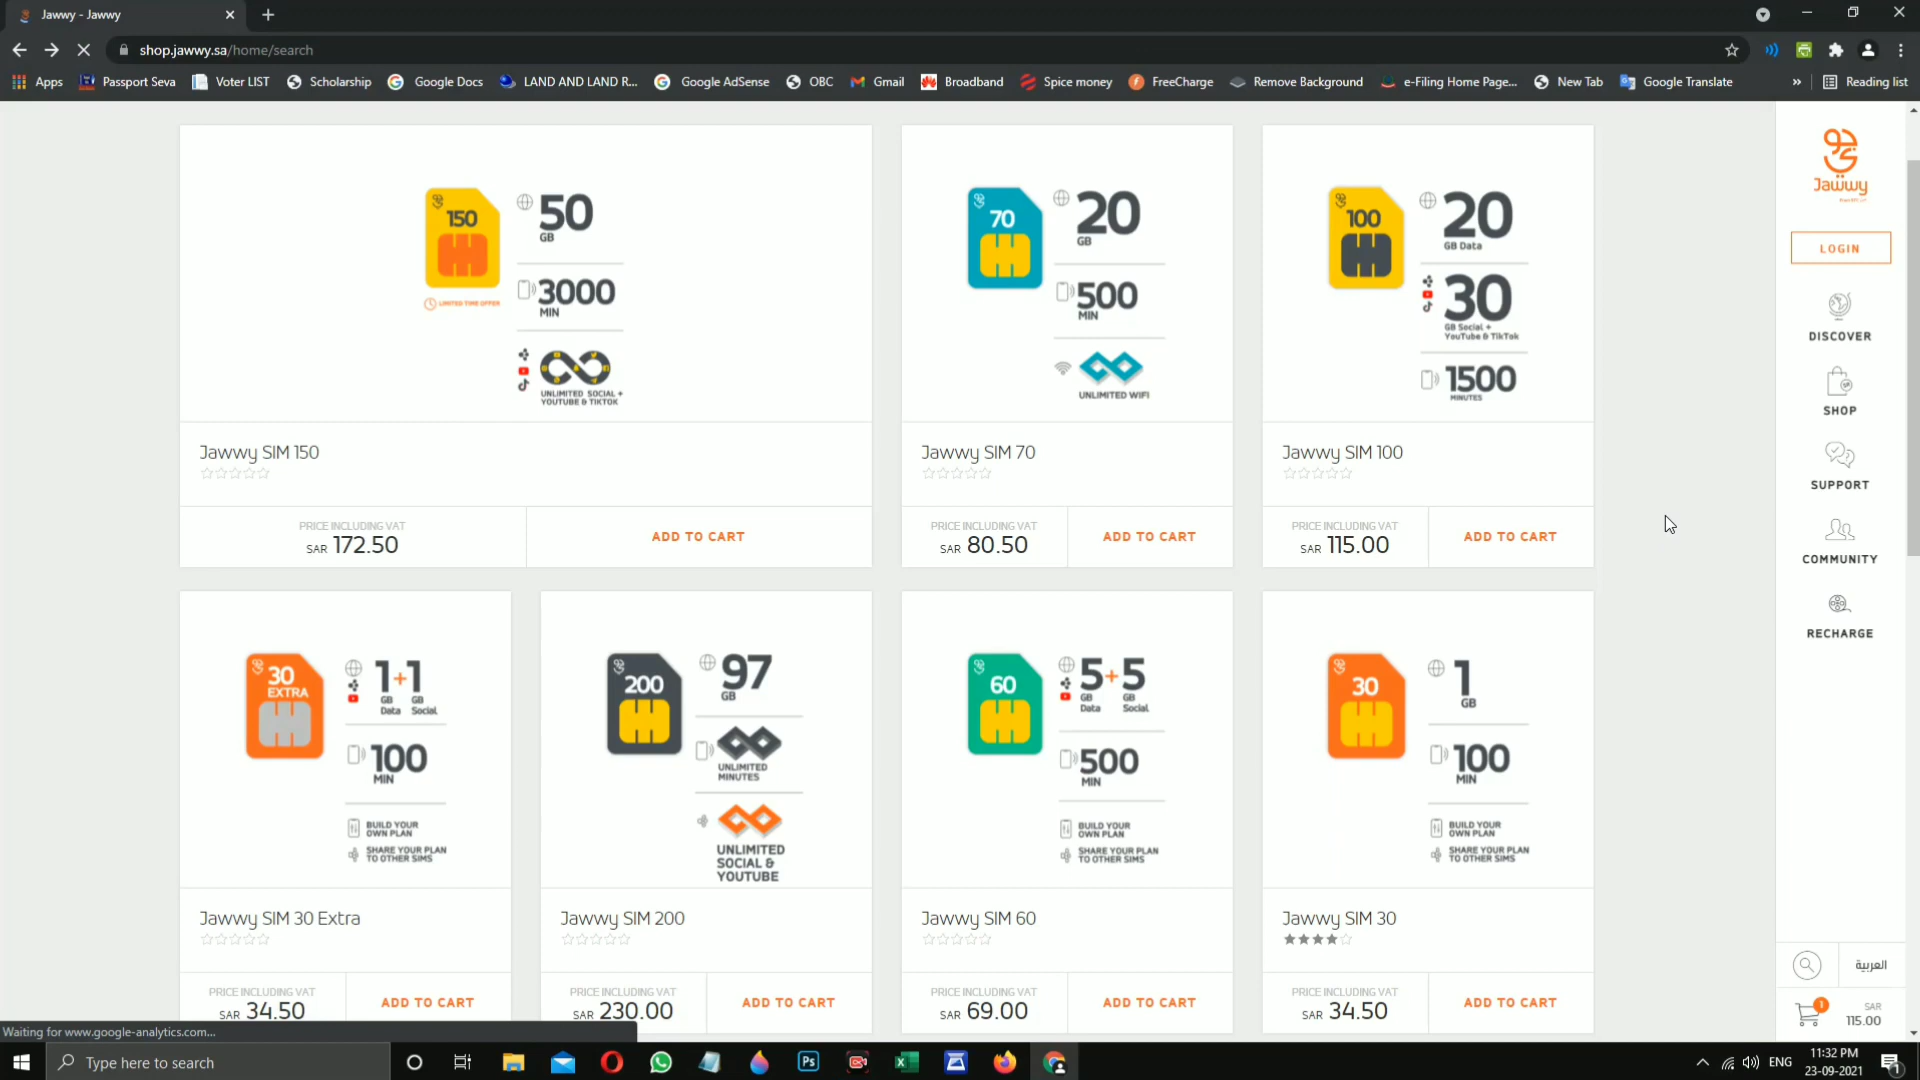 Jawwy - Jawwy
shop.jawwy.sa/home/search
Apps
Passport Seva
Voter LIST
Scholarship
Google Docs
LAND AND LAND R...
Google AdSense
OBC
Gmail
Broadband
Spice money
FreeCharge
Remove Background
e-Filing Home Page...
New Tab
Google Translate
»
Reading list
150
LIMITED TIME OFFER
50
GB
3000
MIN
UNLIMITED SOCIAL +
YOUTUBE & TIKTOK
Jawwy SIM 150
PRICE INCLUDING VAT
SAR 172.50
ADD TO CART
70
20
GB
500
MIN
UNLIMITED WIFI
Jawwy SIM 70
PRICE INCLUDING VAT
SAR 80.50
ADD TO CART
100
20
GB Data
30
GB Social +
YouTube & TikTok
1500
MINUTES
Jawwy SIM 100
PRICE INCLUDING VAT
SAR 115.00
ADD TO CART
30
EXTRA
1+1
GB GB
Data Social
100
MIN
BUILD YOUR
OWN PLAN
SHARE YOUR PLAN
TO OTHER SIMS
Jawwy SIM 30 Extra
PRICE INCLUDING VAT
SAR 34.50
ADD TO CART
200
97
GB
UNLIMITED
MINUTES
UNLIMITED
SOCIAL &
YOUTUBE
Jawwy SIM 200
PRICE INCLUDING VAT
SAR 230.00
ADD TO CART
60
5+5
GB GB
Data Social
500
MIN
BUILD YOUR
OWN PLAN
SHARE YOUR PLAN
TO OTHER SIMS
Jawwy SIM 60
PRICE INCLUDING VAT
SAR 69.00
ADD TO CART
30
1
GB
100
MIN
BUILD YOUR
OWN PLAN
SHARE YOUR PLAN
TO OTHER SIMS
Jawwy SIM 30
PRICE INCLUDING VAT
SAR 34.50
ADD TO CART
جوّي
Jawwy
LOGIN
DISCOVER
SHOP
SUPPORT
COMMUNITY
RECHARGE
العربية
1
SAR
115.00
Waiting for www.google-analytics.com...
Type here to search
Ps
ENG
11:32 PM
23-09-2021
1